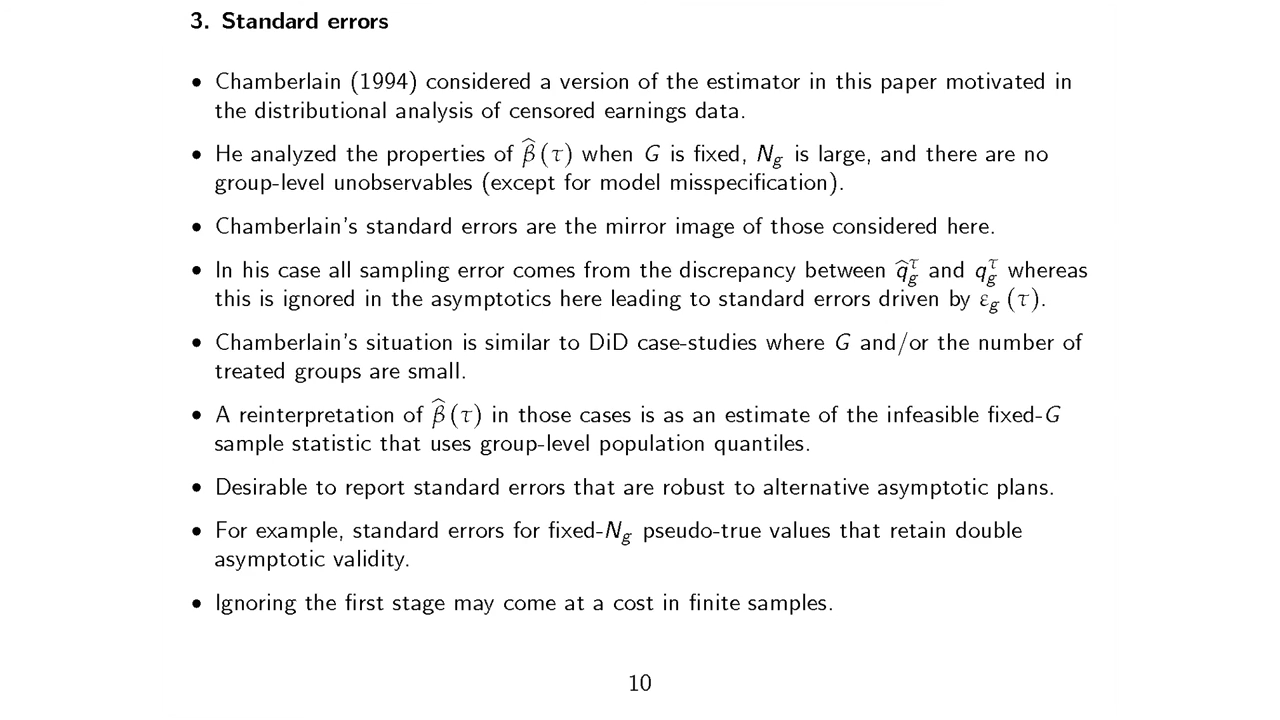 3. Standard errors
• Chamberlain (1994) considered a version of the estimator in this paper motivated in
the distributional analysis of censored earnings data.
• He analyzed the properties of β̂ (τ) when G is fixed, N_g is large, and there are no
group-level unobservables (except for model misspecification).
• Chamberlain's standard errors are the mirror image of those considered here.
• In his case all sampling error comes from the discrepancy between q̂_g^τ and q_g^τ whereas
this is ignored in the asymptotics here leading to standard errors driven by ε_g (τ).
• Chamberlain's situation is similar to DiD case-studies where G and/or the number of
treated groups are small.
• A reinterpretation of β̂ (τ) in those cases is as an estimate of the infeasible fixed-G
sample statistic that uses group-level population quantiles.
• Desirable to report standard errors that are robust to alternative asymptotic plans.
• For example, standard errors for fixed-N_g pseudo-true values that retain double
asymptotic validity.
• Ignoring the first stage may come at a cost in finite samples.
10